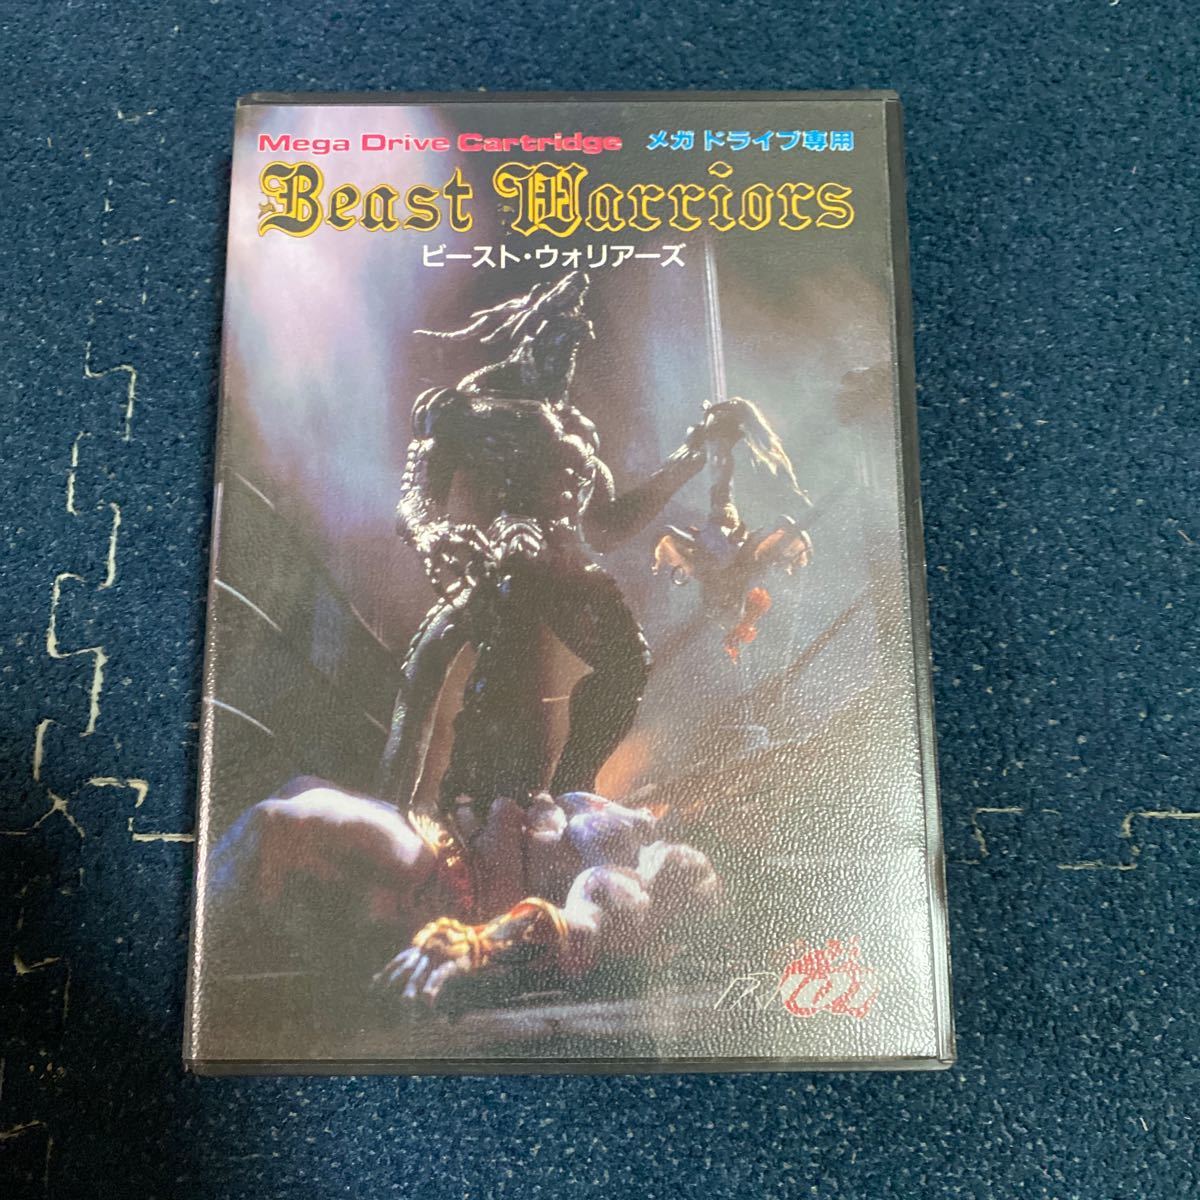 Mega Drive Cartridge メガドライブ専用
Beast Warriors
ビースト・ウォリアーズ